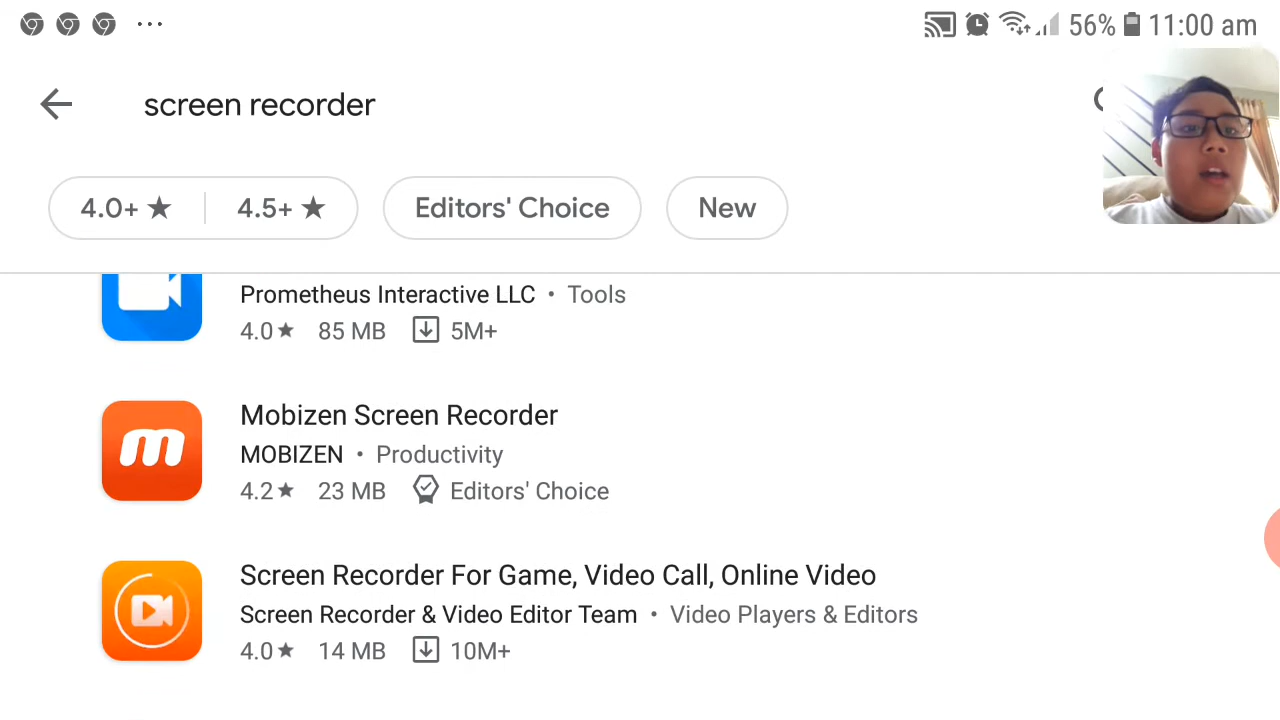 56% 11:00 am
screen recorder
4.0+ ★ 4.5+ ★ Editors' Choice New
Prometheus Interactive LLC • Tools
4.0 ★ 85 MB 5M+
Mobizen Screen Recorder
MOBIZEN • Productivity
4.2 ★ 23 MB Editors' Choice
Screen Recorder For Game, Video Call, Online Video
Screen Recorder & Video Editor Team • Video Players & Editors
4.0 ★ 14 MB 10M+